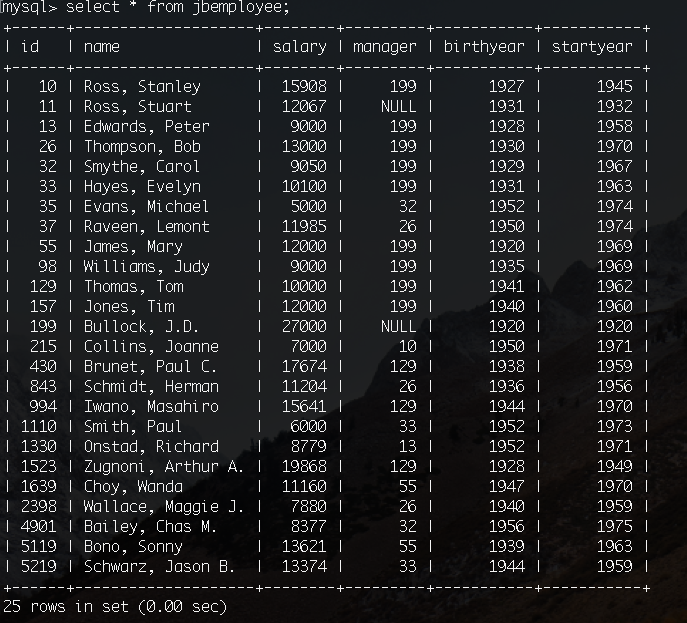 mysql> select * from jbemployee;
+------+--------------------+--------+---------+-----------+-----------+
| id   | name               | salary | manager | birthyear | startyear |
+------+--------------------+--------+---------+-----------+-----------+
|   10 | Ross, Stanley      |  15908 |     199 |      1927 |      1945 |
|   11 | Ross, Stuart       |  12067 |    NULL |      1931 |      1932 |
|   13 | Edwards, Peter     |   9000 |     199 |      1928 |      1958 |
|   26 | Thompson, Bob      |  13000 |     199 |      1930 |      1970 |
|   32 | Smythe, Carol      |   9050 |     199 |      1929 |      1967 |
|   33 | Hayes, Evelyn      |  10100 |     199 |      1931 |      1963 |
|   35 | Evans, Michael     |   5000 |      32 |      1952 |      1974 |
|   37 | Raveen, Lemont     |  11985 |      26 |      1950 |      1974 |
|   55 | James, Mary        |  12000 |     199 |      1920 |      1969 |
|   98 | Williams, Judy     |   9000 |     199 |      1935 |      1969 |
|  129 | Thomas, Tom        |  10000 |     199 |      1941 |      1962 |
|  157 | Jones, Tim         |  12000 |     199 |      1940 |      1960 |
|  199 | Bullock, J.D.      |  27000 |    NULL |      1920 |      1920 |
|  215 | Collins, Joanne    |   7000 |      10 |      1950 |      1971 |
|  430 | Brunet, Paul C.    |  17674 |     129 |      1938 |      1959 |
|  843 | Schmidt, Herman    |  11204 |      26 |      1936 |      1956 |
|  994 | Iwano, Masahiro    |  15641 |     129 |      1944 |      1970 |
| 1110 | Smith, Paul        |   6000 |      33 |      1952 |      1973 |
| 1330 | Onstad, Richard    |   8779 |      13 |      1952 |      1971 |
| 1523 | Zugnoni, Arthur A. |  19868 |     129 |      1928 |      1949 |
| 1639 | Choy, Wanda        |  11160 |      55 |      1947 |      1970 |
| 2398 | Wallace, Maggie J. |   7880 |      26 |      1940 |      1959 |
| 4901 | Bailey, Chas M.    |   8377 |      32 |      1956 |      1975 |
| 5119 | Bono, Sonny        |  13621 |      55 |      1939 |      1963 |
| 5219 | Schwarz, Jason B.  |  13374 |      33 |      1944 |      1959 |
+------+--------------------+--------+---------+-----------+-----------+
25 rows in set (0.00 sec)